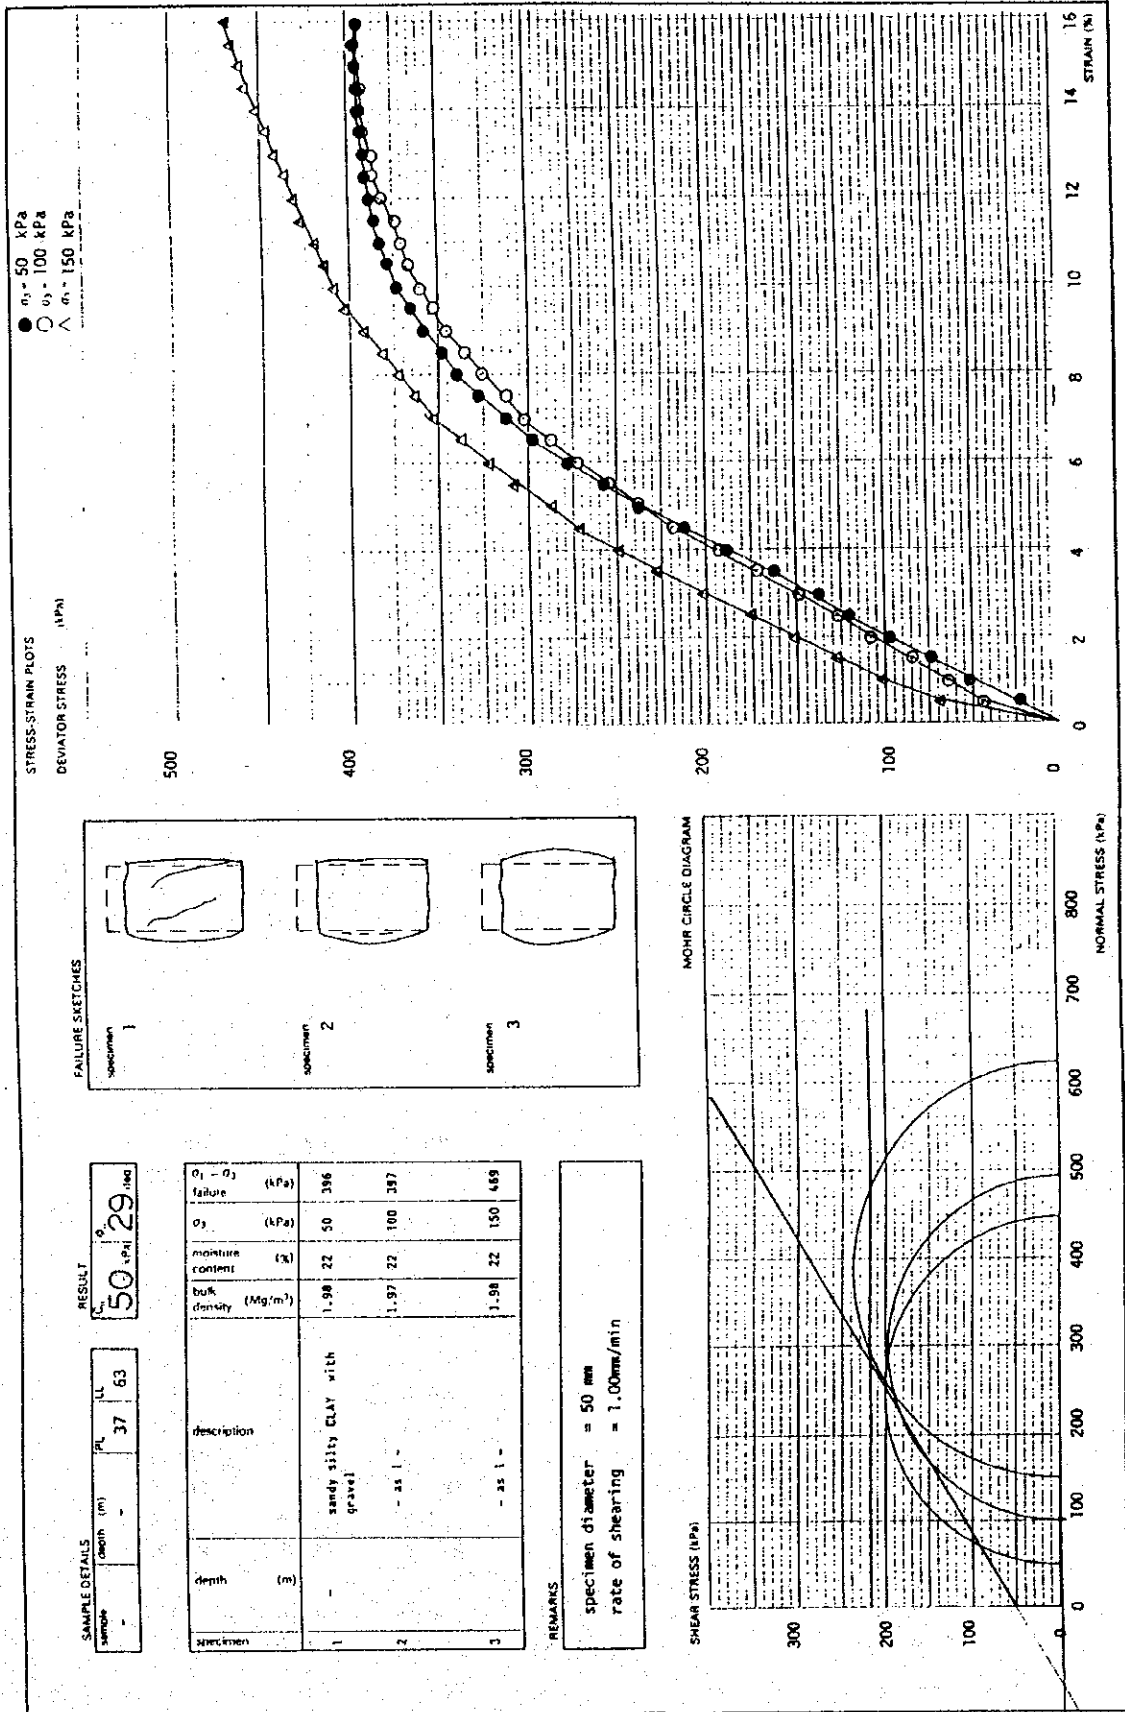 SAMPLE DETAILS
sample depth (m) PL LL
- - 37 63
RESULT
Cu 50 kPa ø 29 deg
specimen depth (m) description bulk density (Mg/m³) moisture content (%) σ3 (kPa) σ1 - σ3 failure (kPa)
1 - sandy silty CLAY with gravel 1.98 22 50 396
2 - as 1 - 1.97 22 100 397
3 - as 1 - 1.98 22 150 469
REMARKS
specimen diameter = 50 mm
rate of shearing = 1.00mm/min
FAILURE SKETCHES
specimen 1
specimen 2
specimen 3
STRESS-STRAIN PLOTS
DEVIATOR STRESS (kPa)
● σ3 = 50 kPa
○ σ3 = 100 kPa
△ σ3 = 150 kPa
500
400
300
200
100
0
0 2 4 6 8 10 12 14 16
STRAIN (%)
MOHR CIRCLE DIAGRAM
SHEAR STRESS (kPa)
300
200
100
0 100 200 300 400 500 600 700 800
NORMAL STRESS (kPa)